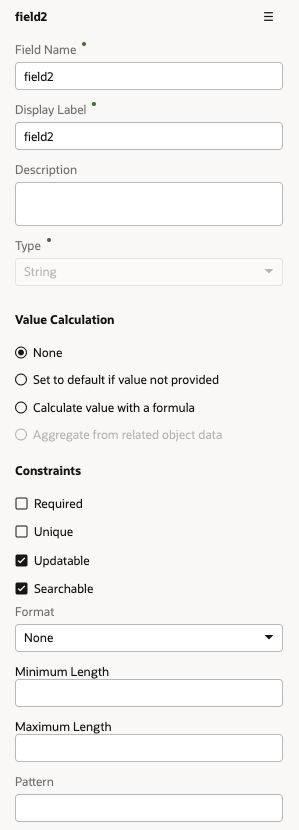 field2
Field Name
field2
Display Label
field2
Description
Type
String
Value Calculation
None
Set to default if value not provided
Calculate value with a formula
Aggregate from related object data
Constraints
Required
Unique
Updatable
Searchable
Format
None
Minimum Length
Maximum Length
Pattern